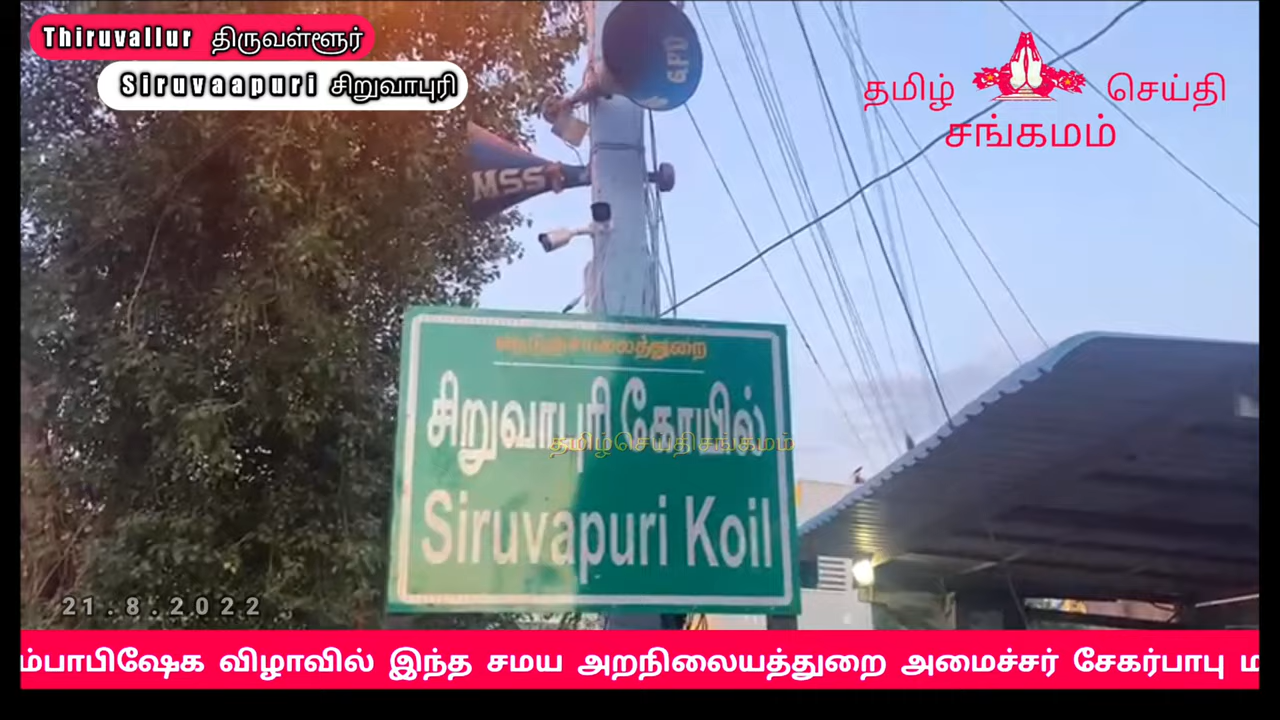 Thiruvallur திருவள்ளூர்
Siruvaapuri சிறுவாபுரி
தமிழ் செய்தி
சங்கமம்
GPU
MSS
நெடுஞ்சாலைத்துறை
சிறுவாபுரி கோயில்
தமிழ்செய்திசங்கமம்
Siruvapuri Koil
21.8.2022
ம்பாபிஷேக விழாவில் இந்த சமய அறநிலையத்துறை அமைச்சர் சேகர்பாபு ம